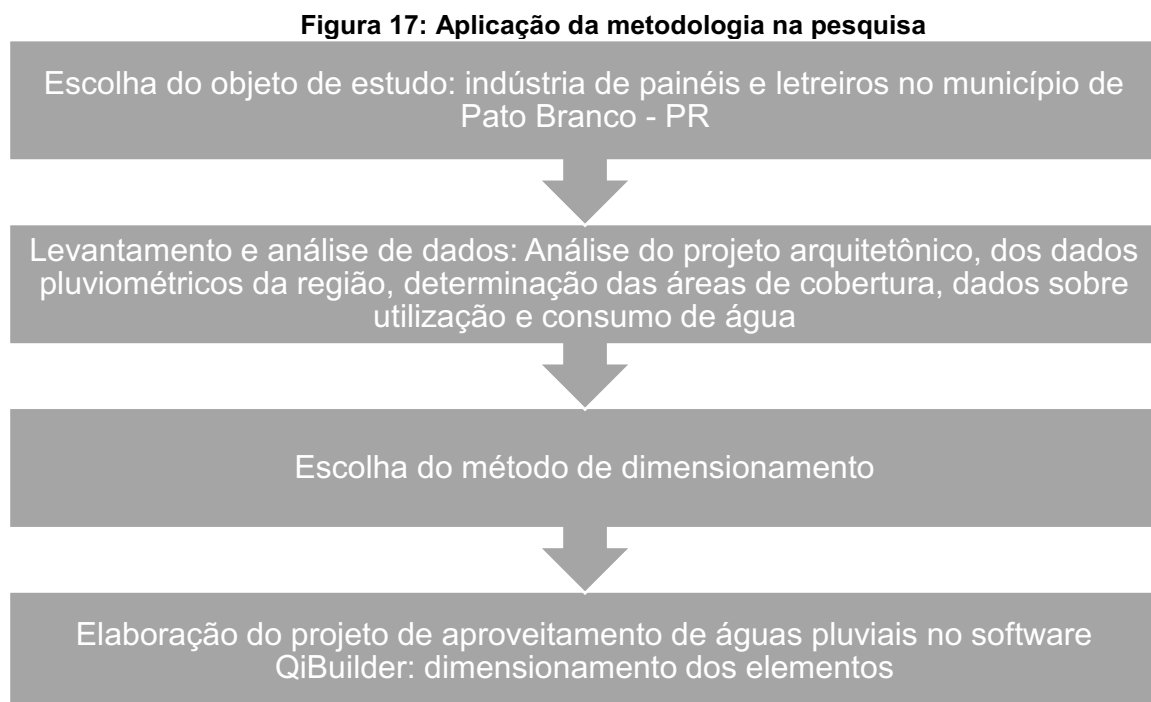 Figura 17: Aplicação da metodologia na pesquisa
Escolha do objeto de estudo: indústria de painéis e letreiros no município de
Pato Branco - PR
Levantamento e análise de dados: Análise do projeto arquitetônico, dos dados
pluviométricos da região, determinação das áreas de cobertura, dados sobre
utilização e consumo de água
Escolha do método de dimensionamento
Elaboração do projeto de aproveitamento de águas pluviais no software
QiBuilder: dimensionamento dos elementos